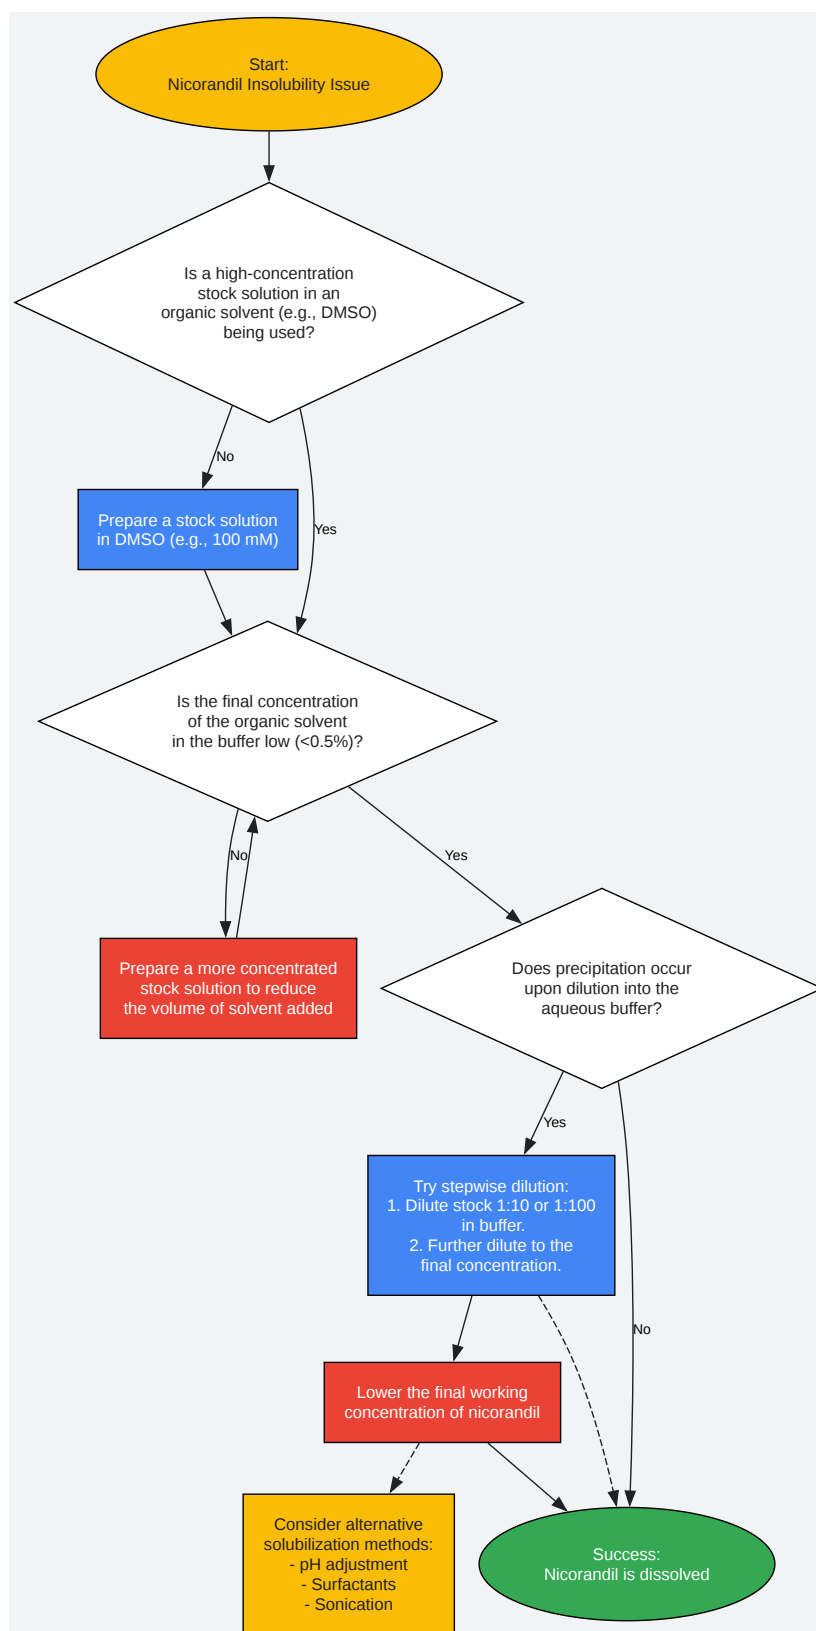 Start:
Nicorandil Insolubility Issue
Is a high-concentration
stock solution in an
organic solvent (e.g., DMSO)
being used?
No
Yes
Prepare a stock solution
in DMSO (e.g., 100 mM)
Is the final concentration
of the organic solvent
in the buffer low (<0.5%)?
No
Yes
Prepare a more concentrated
stock solution to reduce
the volume of solvent added
Does precipitation occur
upon dilution into the
aqueous buffer?
Yes
No
Try stepwise dilution:
1. Dilute stock 1:10 or 1:100
in buffer.
2. Further dilute to the
final concentration.
Lower the final working
concentration of nicorandil
Consider alternative
solubilization methods:
- pH adjustment
- Surfactants
- Sonication
Success:
Nicorandil is dissolved